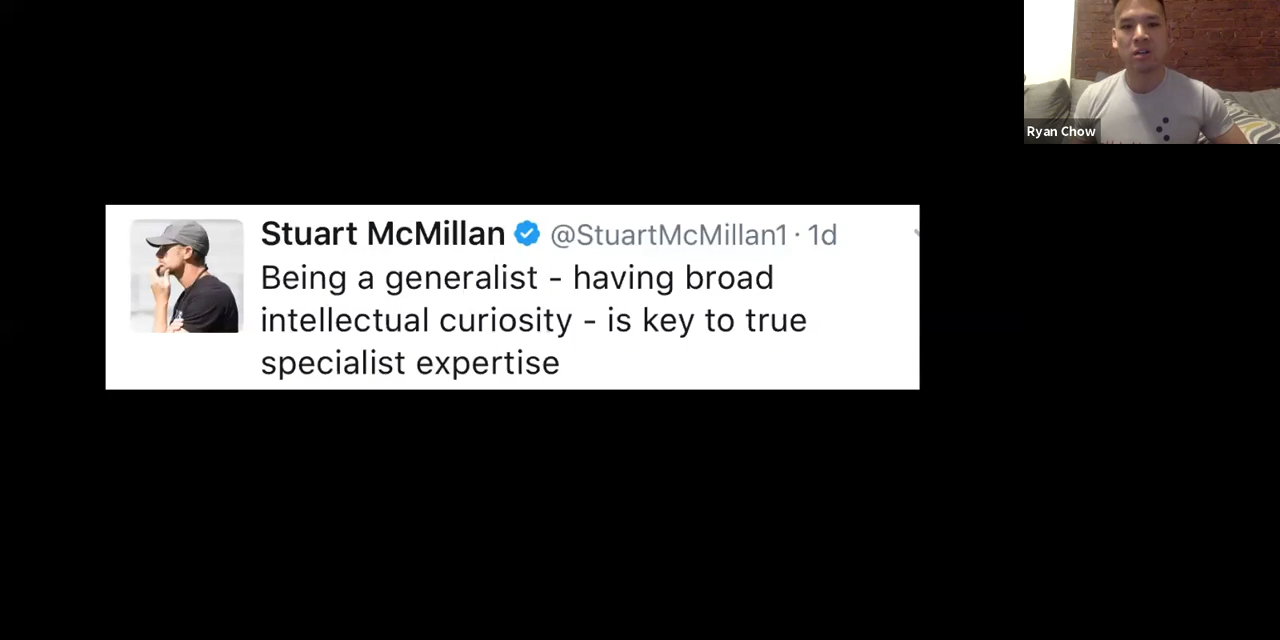 Stuart McMillan @StuartMcMillan1 · 1d
Being a generalist - having broad
intellectual curiosity - is key to true
specialist expertise
Ryan Chow